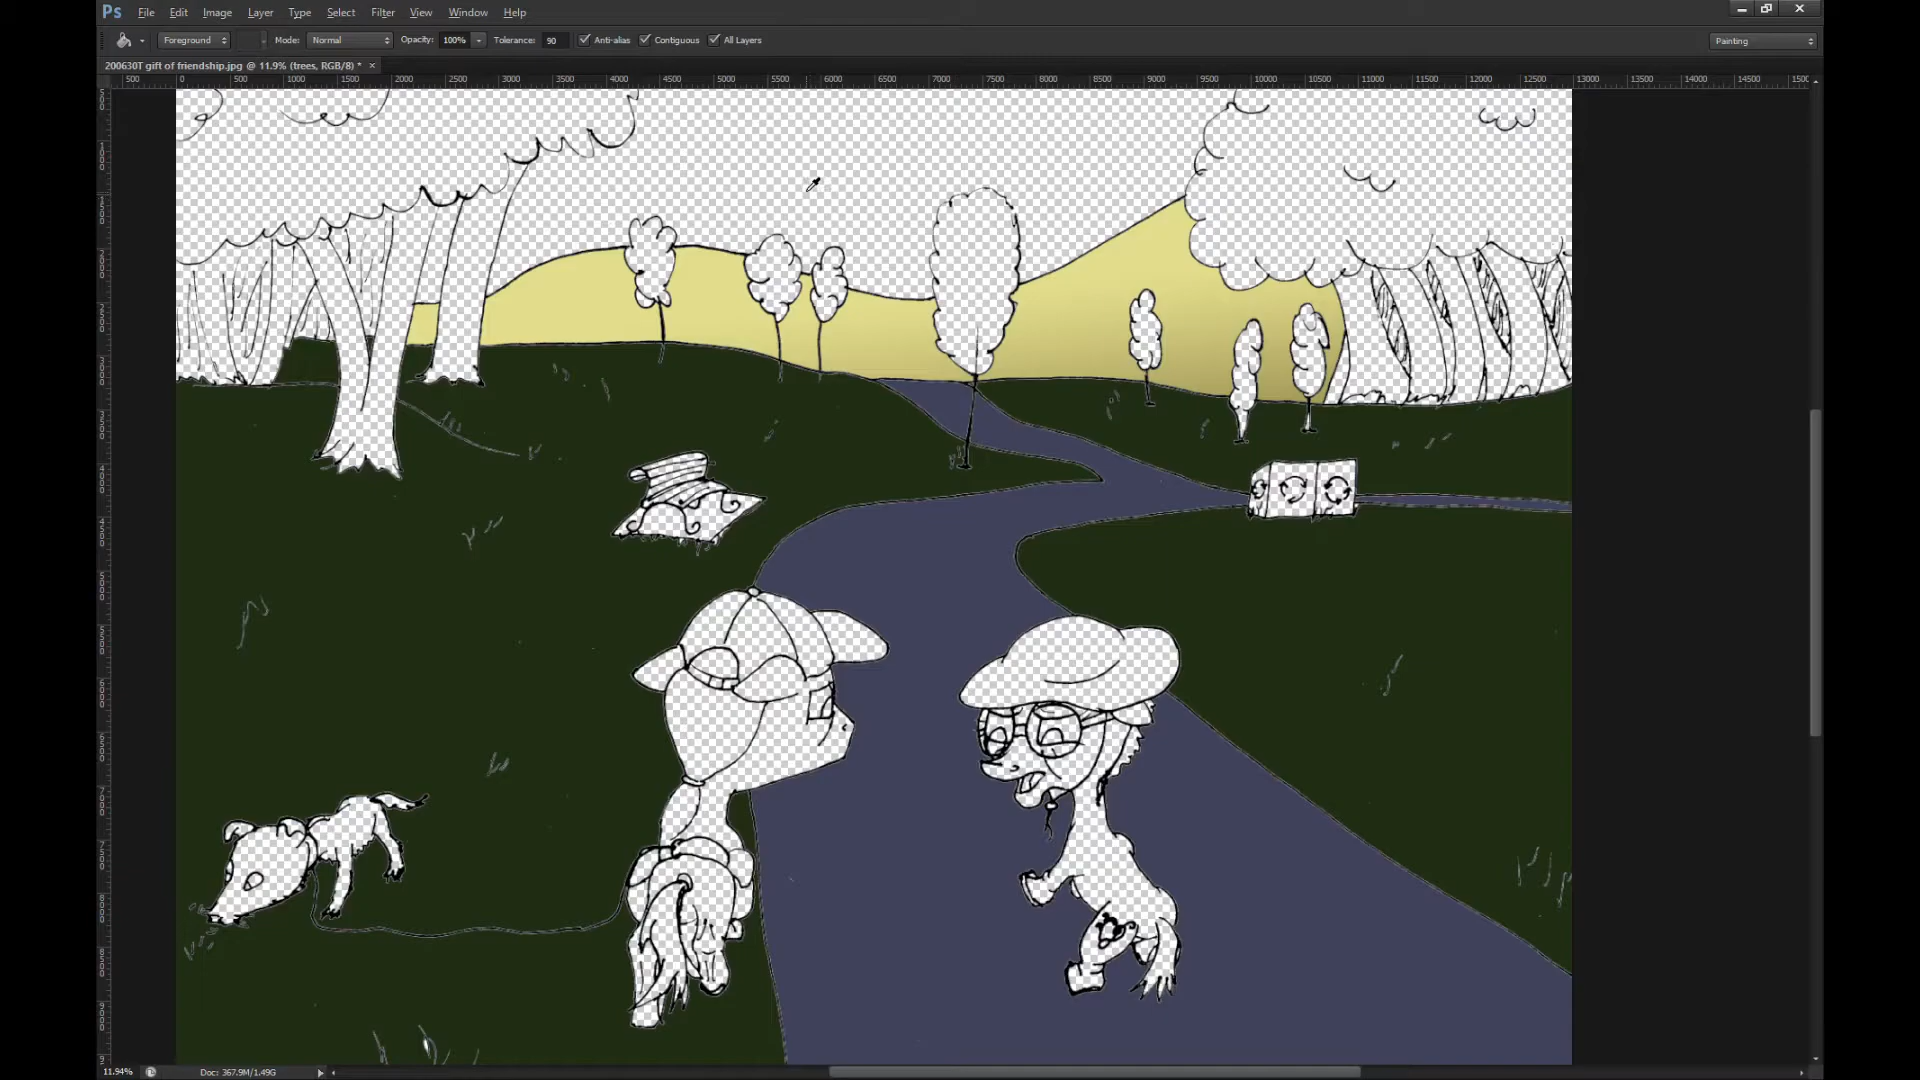 Ps File Edit Image Layer Type Select Filter View Window Help
Foreground Mode: Normal Opacity: 100% Tolerance: 90 Anti-alias Contiguous All Layers Painting
200630T gift of friendship.jpg @ 11.9% (trees, RGB/8) * ×
500 0 500 1000 1500 2000 2500 3000 3500 4000 4500 5000 5500 6000 6500 7000 7500 8000 8500 9000 9500 10000 10500 11000 11500 12000 12500 13000 13500 14000 14500 1500
11.94% Doc: 367.9M/1.49G